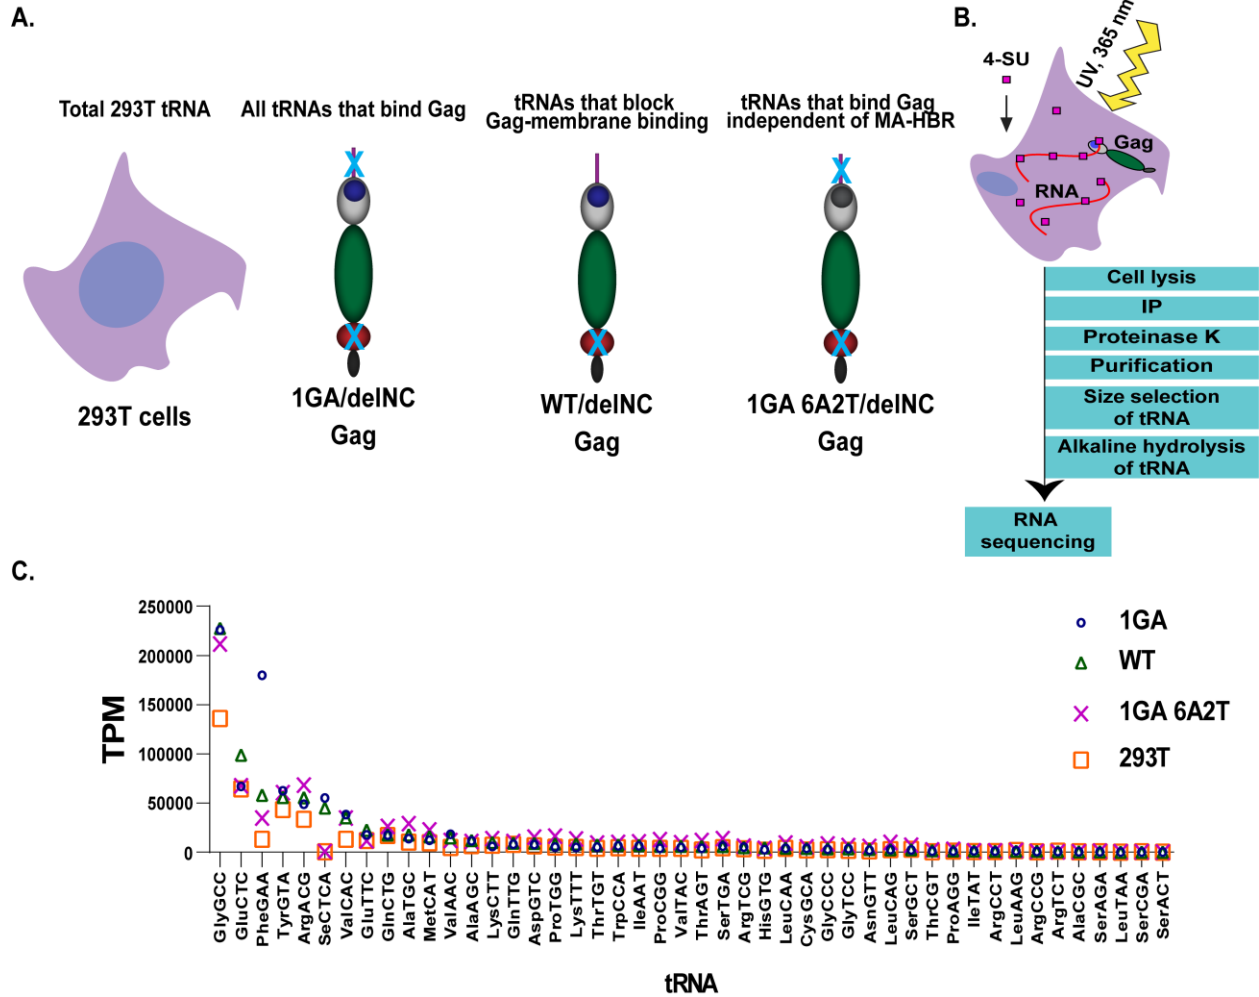 A.
Total 293T tRNA
All tRNAs that bind Gag
tRNAs that block
Gag-membrane binding
tRNAs that bind Gag
independent of MA-HBR
X
X
X
X
X
293T cells
1GA/delNC
Gag
WT/delNC
Gag
1GA 6A2T/delNC
Gag
B.
4-SU
UV, 365 nm
Gag
RNA
Cell lysis
IP
Proteinase K
Purification
Size selection
of tRNA
Alkaline hydrolysis
of tRNA
RNA
sequencing
C.
TPM
250000
200000
150000
100000
50000
0
1GA
WT
1GA 6A2T
293T
GlyGCC
GluCTC
PheGAA
TyrGTA
ArgACG
SeCTCA
ValCAC
GluTTC
GlnCTG
AlaTGC
MetCAT
ValAAC
AlaAGC
LysCTT
GlnTTG
AspGTC
ProTGG
LysTTT
ThrTGT
TrpCCA
IleAAT
ProCGG
ValTAC
ThrAGT
SerTGA
ArgTCG
HisGTG
LeuCAA
CysGCA
GlyCCC
GlyTCC
AsnGTT
LeuCAG
SerGCT
ThrCGT
ProAGG
IleTAT
ArgCCT
LeuAAG
ArgCCG
ArgTCT
AlaCGC
SerAGA
LeuTAA
SerCGA
SerACT
tRNA